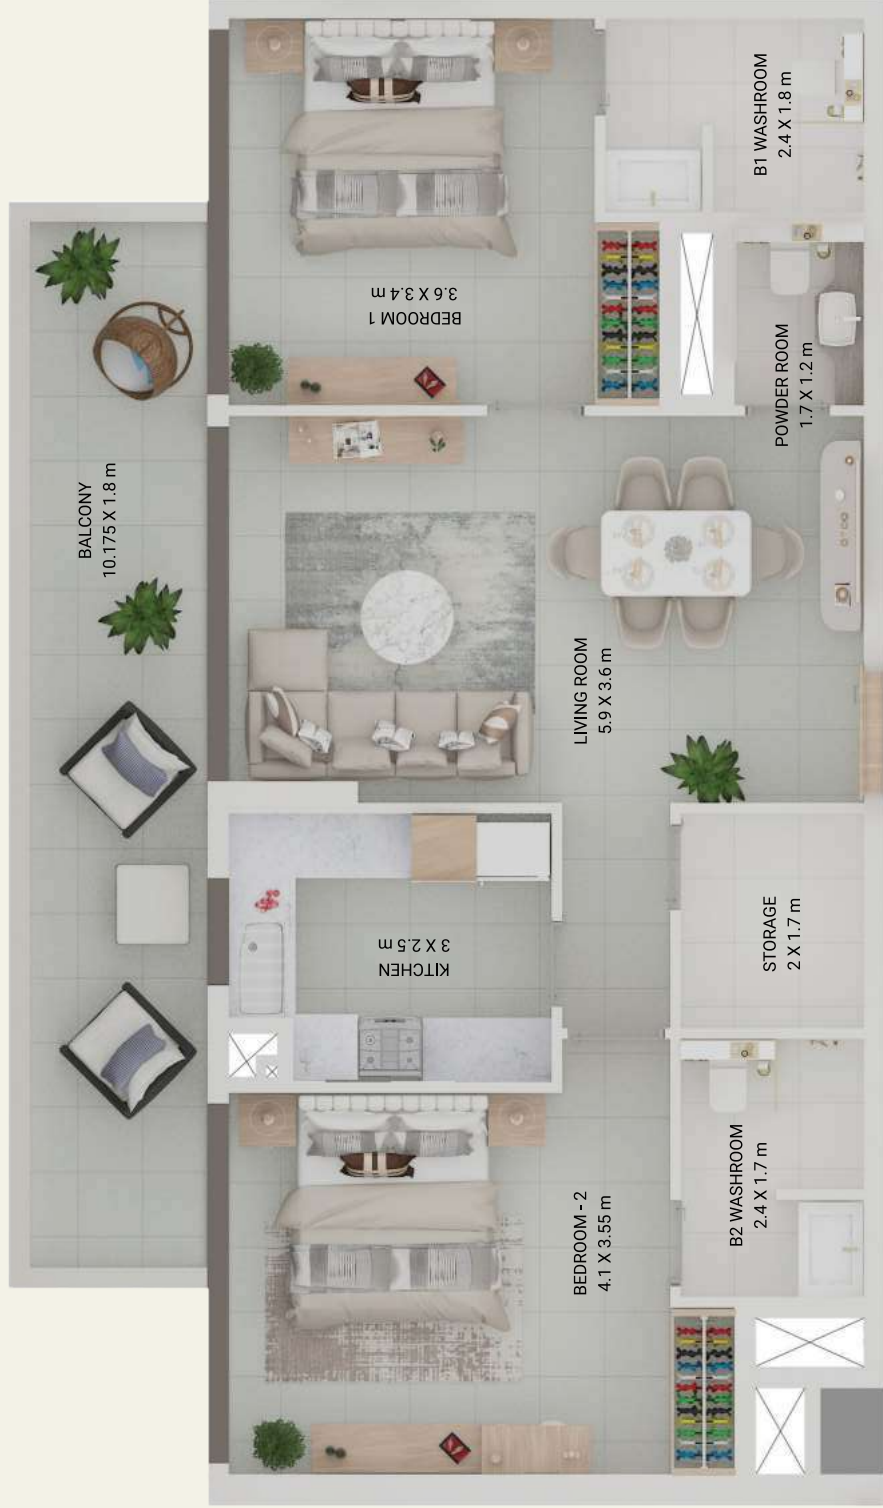 B1 WASHROOM
2.4 X 1.8 m
BEDROOM 1
3.6 X 3.4 m
POWDER ROOM
1.7 X 1.2 m
BALCONY
10.175 X 1.8 m
LIVING ROOM
5.9 X 3.6 m
KITCHEN
3 X 2.5 m
STORAGE
2 X 1.7 m
B2 WASHROOM
2.4 X 1.7 m
BEDROOM - 2
4.1 X 3.55 m